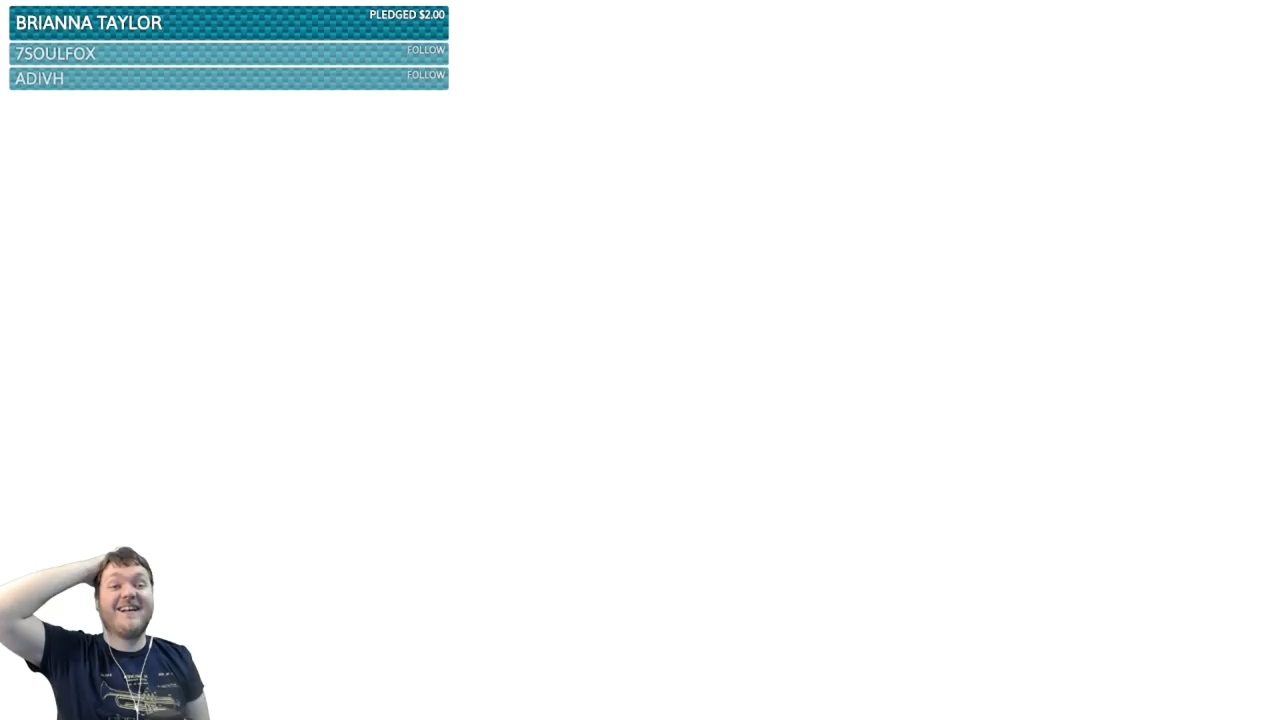 BRIANNA TAYLOR
PLEDGED $2.00
7SOULFOX
FOLLOW
ADIVH
FOLLOW